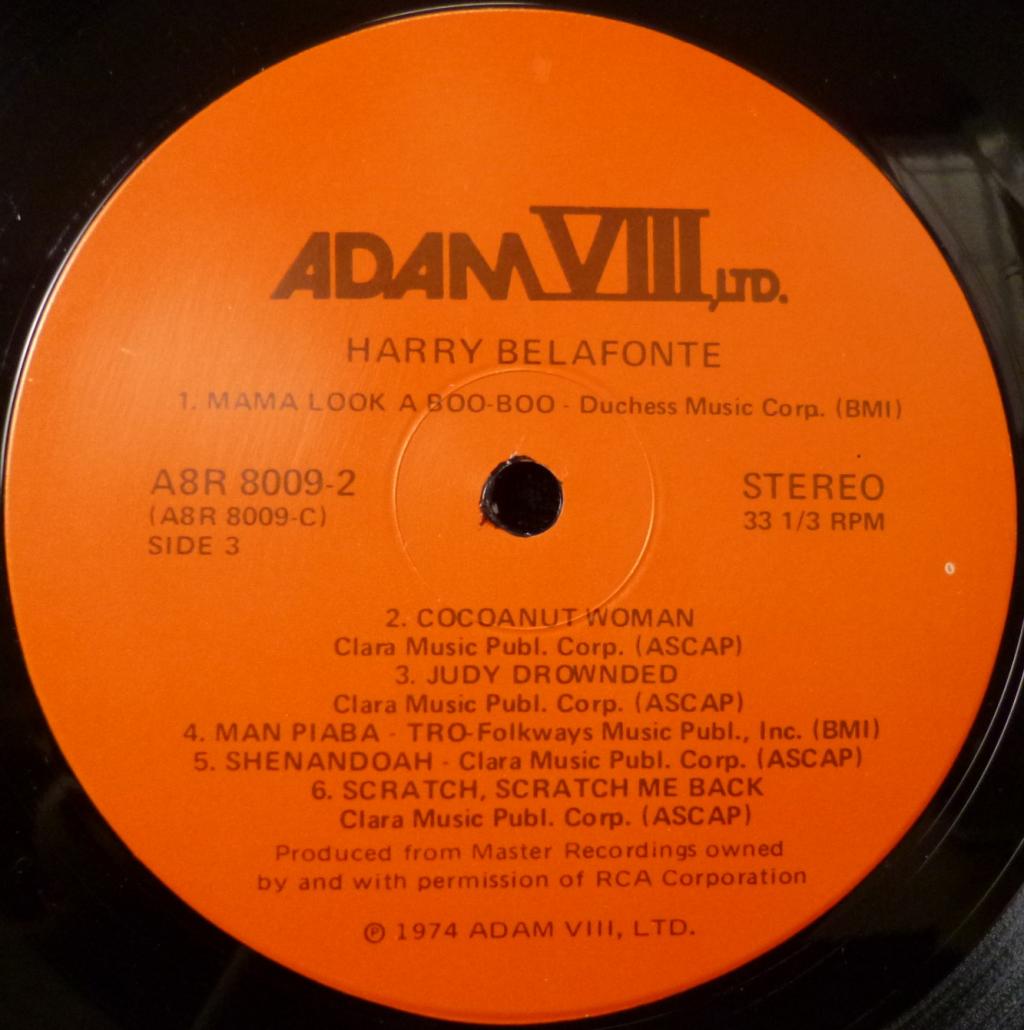 ADAM VIII, LTD.
HARRY BELAFONTE
1. MAMA LOOK A BOO-BOO - Duchess Music Corp. (BMI)
A8R 8009-2
(A8R 8009-C)
SIDE 3
STEREO
33 1/3 RPM
2. COCOANUT WOMAN
Clara Music Publ. Corp. (ASCAP)
3. JUDY DROWNDED
Clara Music Publ. Corp. (ASCAP)
4. MAN PIABA - TRO-Folkways Music Publ., Inc. (BMI)
5. SHENANDOAH - Clara Music Publ. Corp. (ASCAP)
6. SCRATCH, SCRATCH ME BACK
Clara Music Publ. Corp. (ASCAP)
Produced from Master Recordings owned
by and with permission of RCA Corporation
℗ 1974 ADAM VIII, LTD.